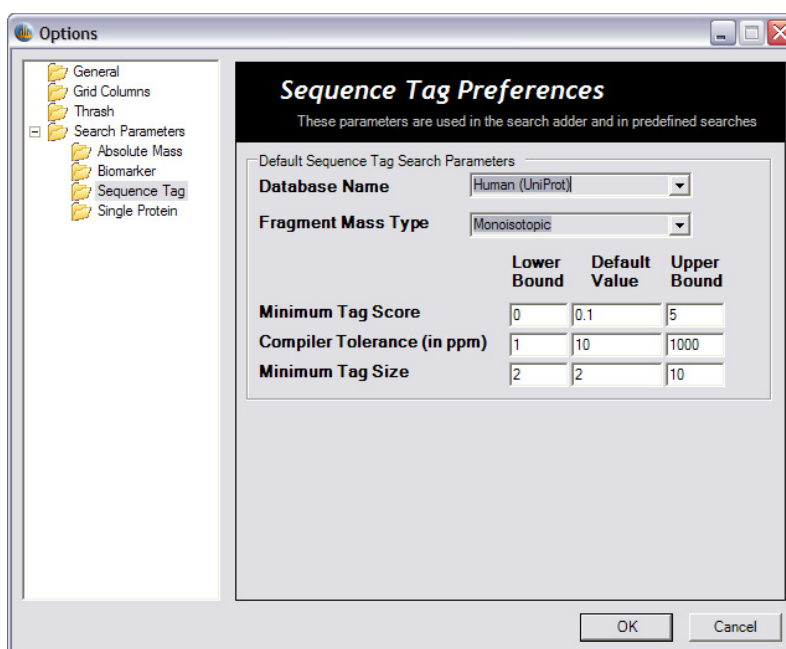 Options
General
Grid Columns
Thrash
Search Parameters
Absolute Mass
Biomarker
Sequence Tag
Single Protein
Sequence Tag Preferences
These parameters are used in the search adder and in predefined searches
Default Sequence Tag Search Parameters
Database Name Human (UniProt)
Fragment Mass Type Monoisotopic
Lower Bound Default Value Upper Bound
Minimum Tag Score 0 0.1 5
Compiler Tolerance (in ppm) 1 10 1000
Minimum Tag Size 2 2 10
OK Cancel